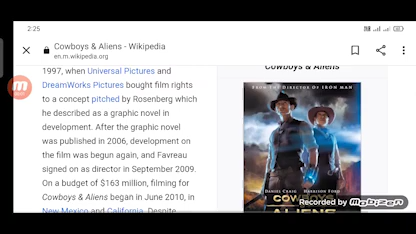 2:25
Cowboys & Aliens - Wikipedia
en.m.wikipedia.org
1997, when Universal Pictures and
DreamWorks Pictures bought film rights
to a concept pitched by Rosenberg which
he described as a graphic novel in
development. After the graphic novel
was published in 2006, development on
the film was begun again, and Favreau
signed on as director in September 2009.
On a budget of $163 million, filming for
Cowboys & Aliens began in June 2010, in
New Mexico and California. Despite
Cowboys & Aliens
FROM THE DIRECTOR OF IRON MAN
DANIEL CRAIG HARRISON FORD
COWBOYS
ALIENS
Recorded by Mobizen